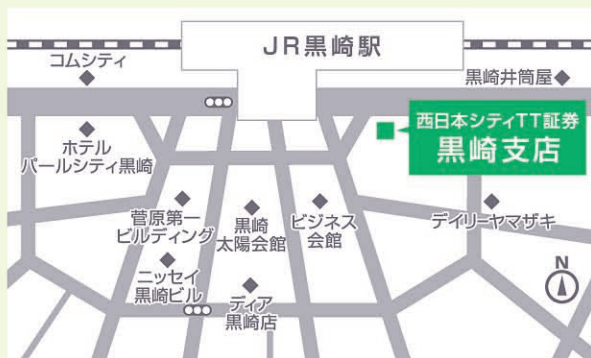 JR黒崎駅
コムシティ
黒崎井筒屋
西日本シティTT証券
黒崎支店
ホテル
パールシティ黒崎
菅原第一
ビルディング
黒崎
太陽会館
ビジネス
会館
デイリーヤマザキ
ニッセイ
黒崎ビル
ディア
黒崎店
N